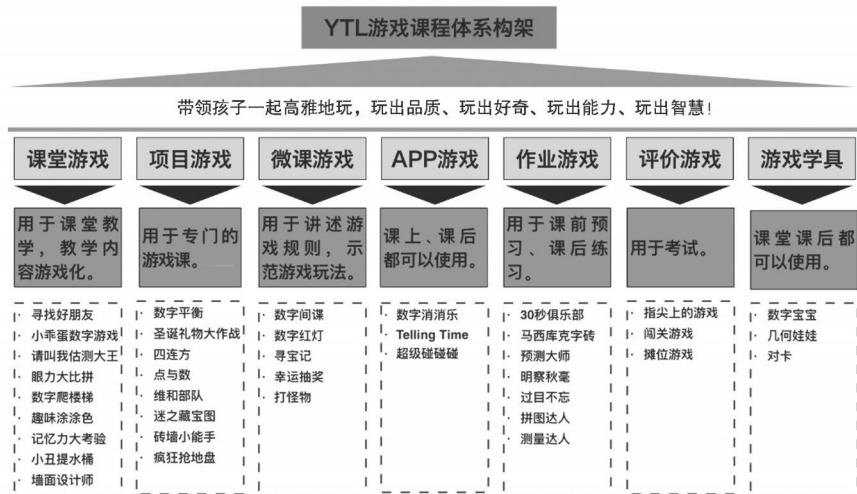 YTL游戏课程体系构架
带领孩子一起高雅地玩，玩出品质、玩出好奇、玩出能力、玩出智慧！
课堂游戏
用于课堂教
学，教学内
容游戏化。
· 寻找好朋友
· 小乖蛋数字游戏
· 请叫我估测大王
· 眼力大比拼
· 数字爬楼梯
· 趣味涂涂色
· 记忆力大考验
· 小丑提水桶
· 墙面设计师
项目游戏
用于专门的
游戏课。
· 数字平衡
· 圣诞礼物大作战
· 四连方
· 点与数
· 维和部队
· 迷之藏宝图
· 砖墙小能手
· 疯狂抢地盘
微课游戏
用于讲述游
戏规则，示
范游戏玩法。
· 数字间谍
· 数字红灯
· 寻宝记
· 幸运抽奖
· 打怪物
APP游戏
课上、课后
都可以使用。
· 数字消消乐
· Telling Time
· 超级碰碰碰
作业游戏
用于课前预
习、课后练
习。
· 30秒俱乐部
· 马西库克字砖
· 预测大师
· 明察秋毫
· 过目不忘
· 拼图达人
· 测量达人
评价游戏
用于考试。
· 指尖上的游戏
· 闯关游戏
· 摊位游戏
游戏学具
课堂课后都
可以使用。
· 数字宝宝
· 几何娃娃
· 对卡